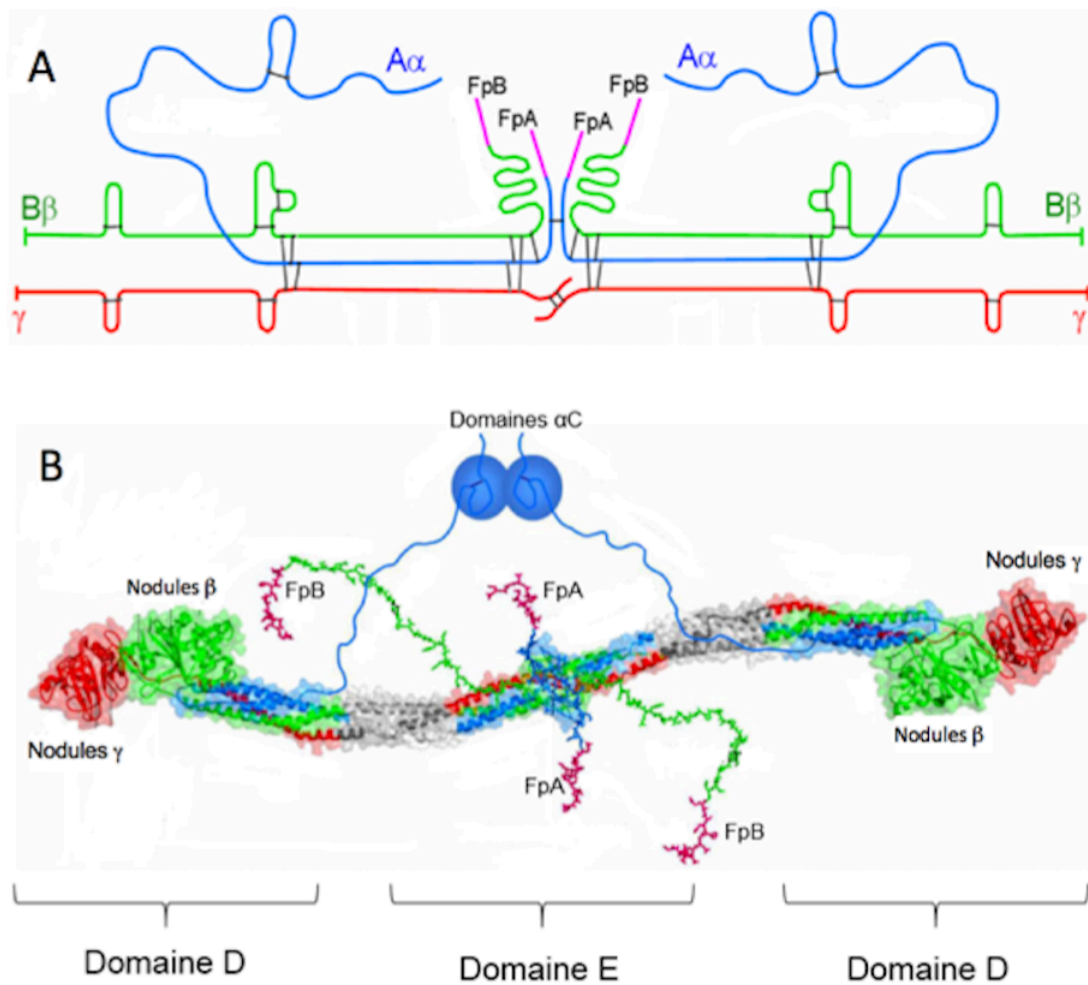 A
Aα
Aα
FpB
FpB
FpA
FpA
Bβ
Bβ
γ
γ
B
Domaines αC
Nodules γ
Nodules β
FpB
FpA
Nodules γ
Nodules β
FpA
FpB
Domaine D
Domaine E
Domaine D